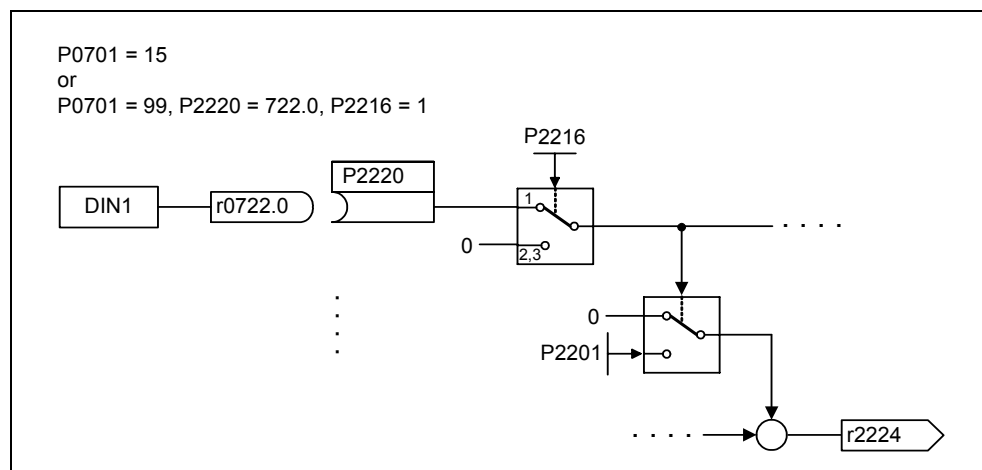 P0701 = 15
or
P0701 = 99, P2220 = 722.0, P2216 = 1
P2216
P2220
DIN1
r0722.0
1
0
2,3
. . . .
0
P2201
. . . .
. . . .
r2224